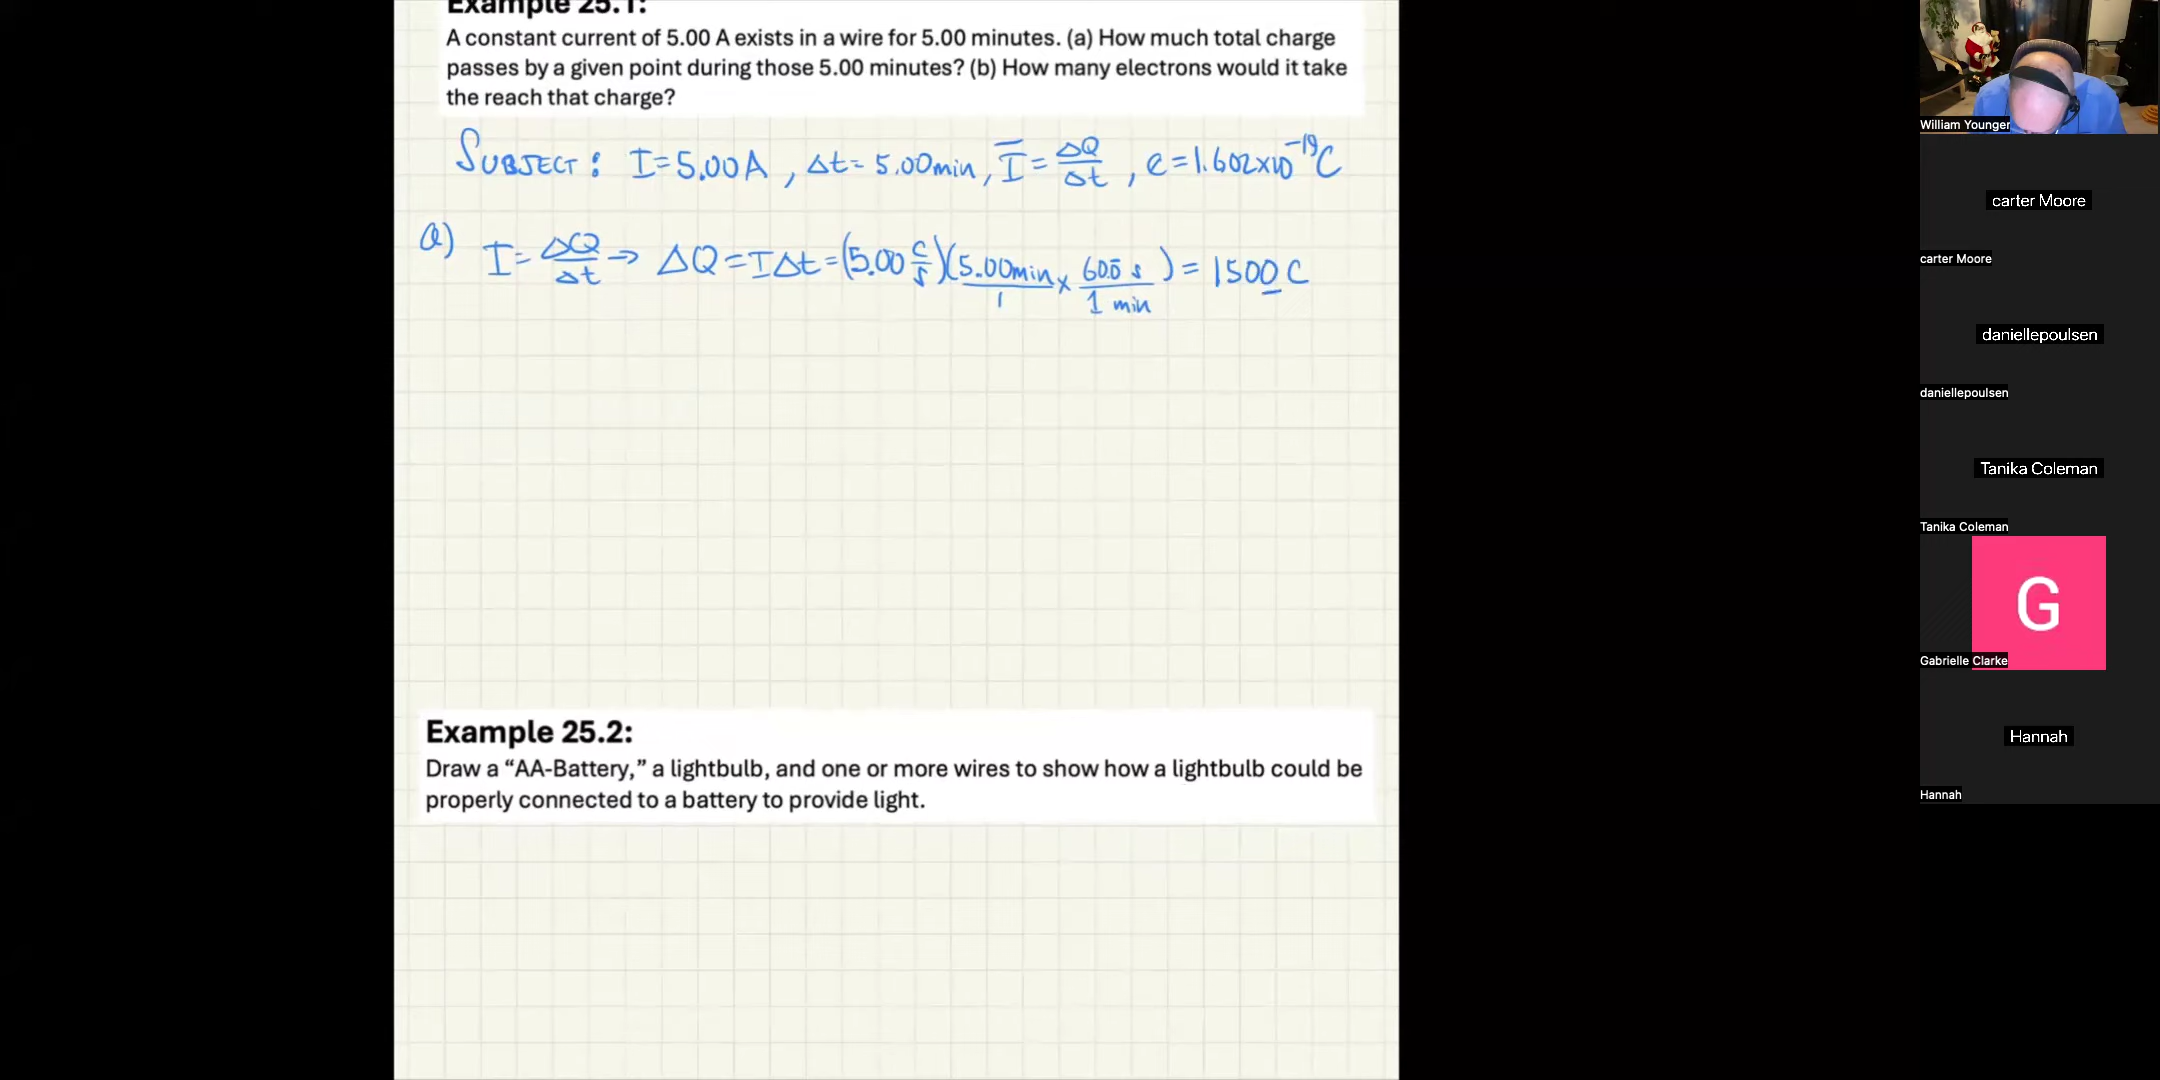 Example 25.1:
A constant current of 5.00 A exists in a wire for 5.00 minutes. (a) How much total charge
passes by a given point during those 5.00 minutes? (b) How many electrons would it take
the reach that charge?
SUBJECT: I=5.00A, Δt=5.00min, Ī=ΔQ/Δt, e=1.602×10⁻¹⁹C
a) I=ΔQ/Δt → ΔQ=IΔt=(5.00 C/s)(5.00min/1 × 60.0̅ s/1 min)=1500̲ C
Example 25.2:
Draw a “AA-Battery,” a lightbulb, and one or more wires to show how a lightbulb could be
properly connected to a battery to provide light.
William Younger
carter Moore
carter Moore
daniellepoulsen
daniellepoulsen
Tanika Coleman
Tanika Coleman
G
Gabrielle Clarke
Hannah
Hannah